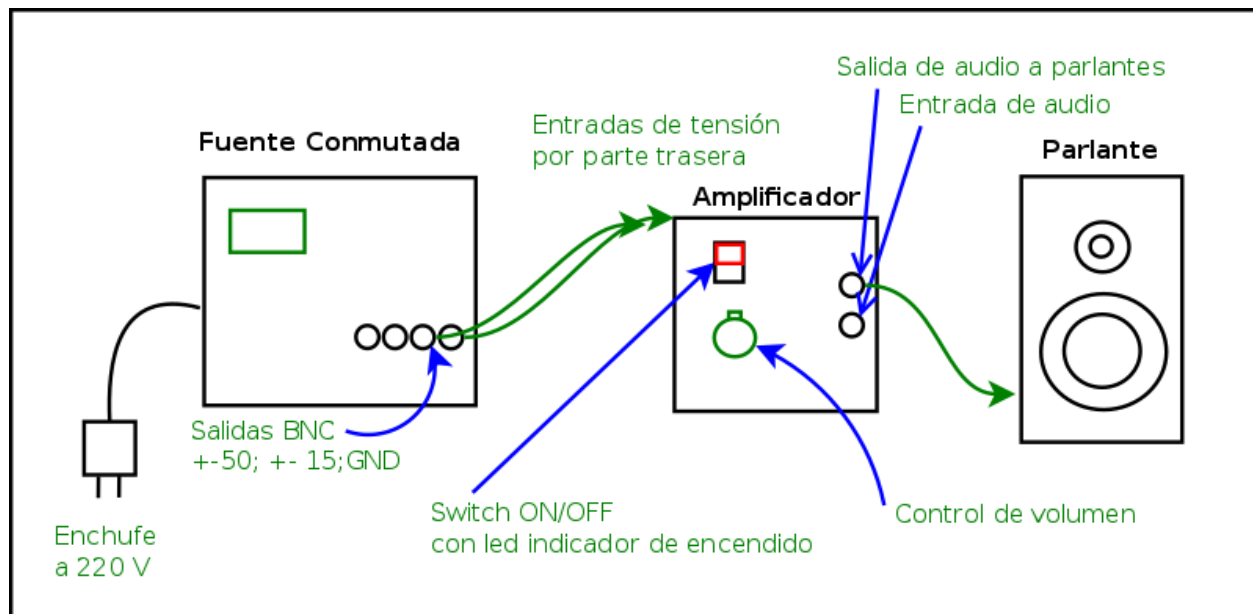 Salida de audio a parlantes
Entrada de audio
Entradas de tensión
por parte trasera
Fuente Conmutada
Parlante
Amplificador
Salidas BNC
+-50; +- 15;GND
Switch ON/OFF
con led indicador de encendido
Control de volumen
Enchufe
a 220 V